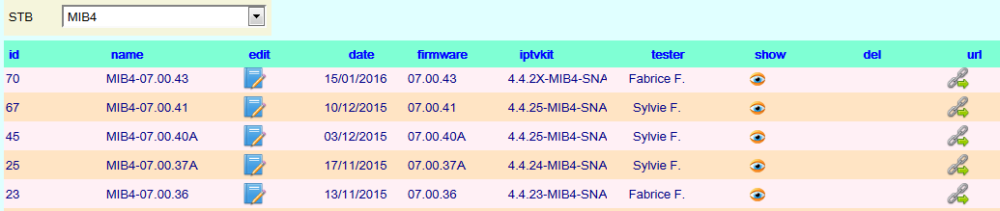 STB MIB4
id name edit date firmware iptvkit tester show del url
70 MIB4-07.00.43 15/01/2016 07.00.43 4.4.2X-MIB4-SNA Fabrice F.
67 MIB4-07.00.41 10/12/2015 07.00.41 4.4.25-MIB4-SNA Sylvie F.
45 MIB4-07.00.40A 03/12/2015 07.00.40A 4.4.25-MIB4-SNA Sylvie F.
25 MIB4-07.00.37A 17/11/2015 07.00.37A 4.4.24-MIB4-SNA Sylvie F.
23 MIB4-07.00.36 13/11/2015 07.00.36 4.4.23-MIB4-SNA Fabrice F.